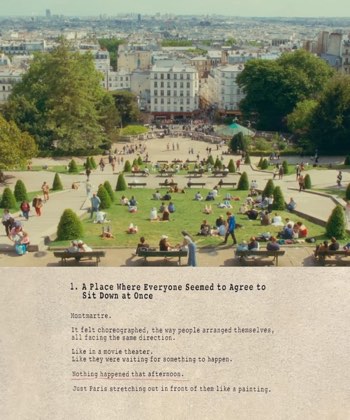 1. A Place Where Everyone Seemed to Agree to
Sit Down at Once
Montmartre.
It felt choreographed, the way people arranged themselves,
all facing the same direction.
Like in a movie theater.
Like they were waiting for something to happen.
Nothing happened that afternoon.
Just Paris stretching out in front of them like a painting.